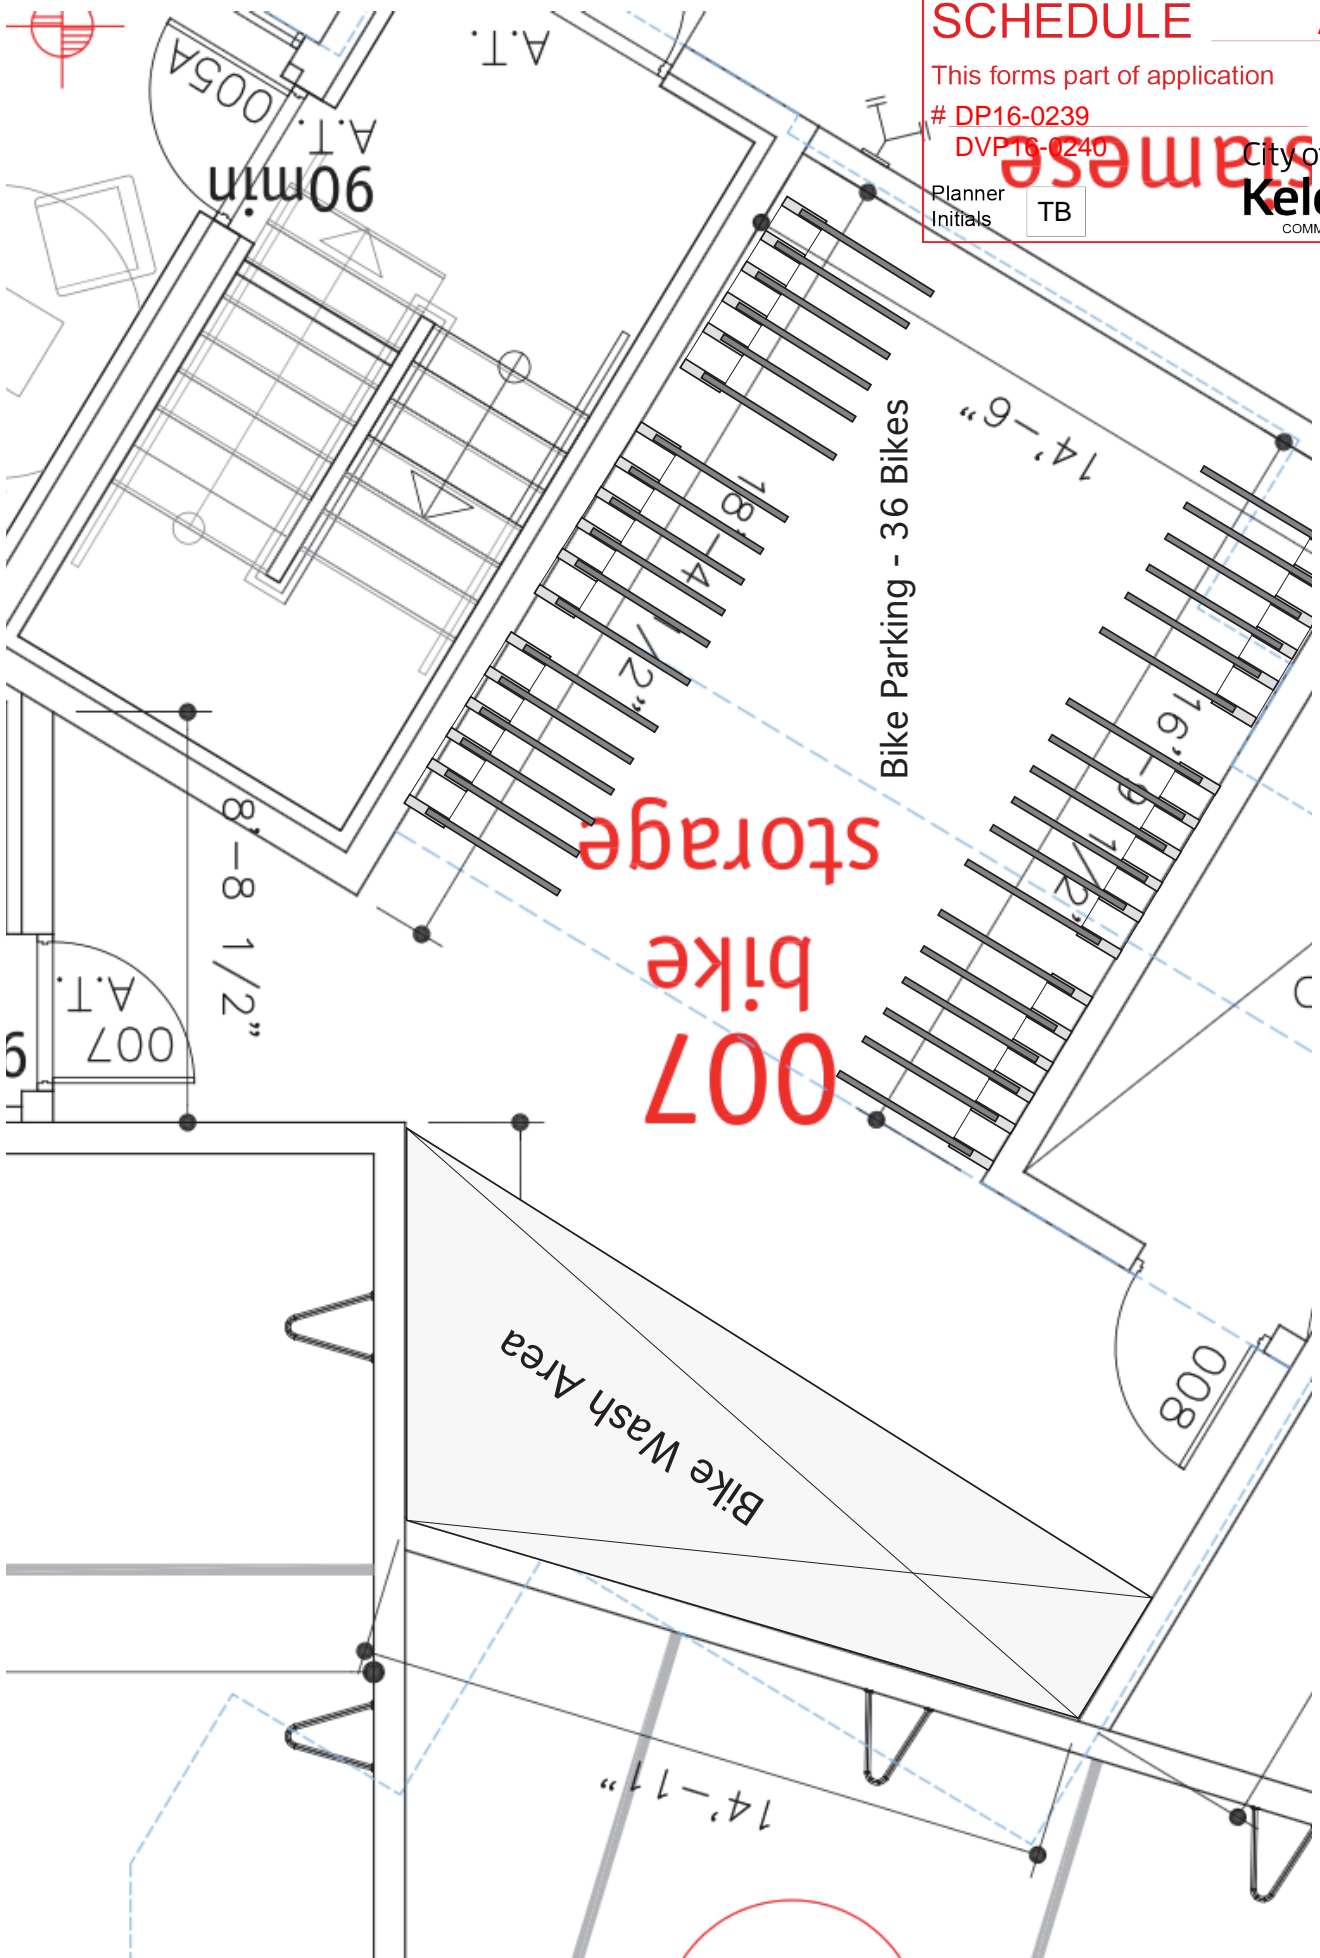 SCHEDULE
This forms part of application
# DP16-0239
DVP16-0240
City of
Planner
Initials
TB
siamese
005A
A.T.
A.T.
90min
14'-6"
18'-4 1/2"
Bike Parking - 36 Bikes
16'-9 1/2"
8'-8 1/2"
007
bike
storage
A.T.
007
008
Bike Wash Area
14'-11"